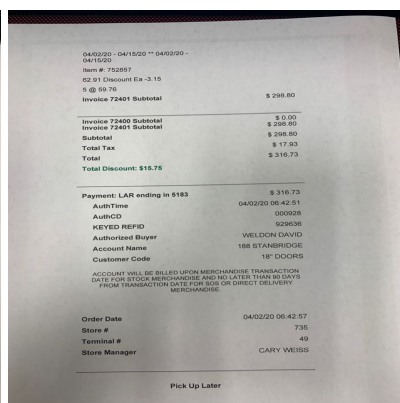 04/02/20 - 04/15/20 ** 04/02/20 -
04/15/20
Item #: 752857
62.91 Discount Ea -3.15
5 @ 59.76
Invoice 72401 Subtotal $ 298.80
Invoice 72400 Subtotal $ 0.00
Invoice 72401 Subtotal $ 298.80
Subtotal $ 298.80
Total Tax $ 17.93
Total $ 316.73
Total Discount: $15.75
Payment: LAR ending in 5183 $ 316.73
AuthTime 04/02/20 06:42:51
AuthCD 000928
KEYED REFID 929636
Authorized Buyer WELDON DAVID
Account Name 168 STANBRIDGE
Customer Code 18" DOORS
ACCOUNT WILL BE BILLED UPON MERCHANDISE TRANSACTION
DATE FOR STOCK MERCHANDISE AND NO LATER THAN 90 DAYS
FROM TRANSACTION DATE FOR SOS OR DIRECT DELIVERY
MERCHANDISE.
Order Date 04/02/20 06:42:57
Store # 735
Terminal # 49
Store Manager CARY WEISS
Pick Up Later